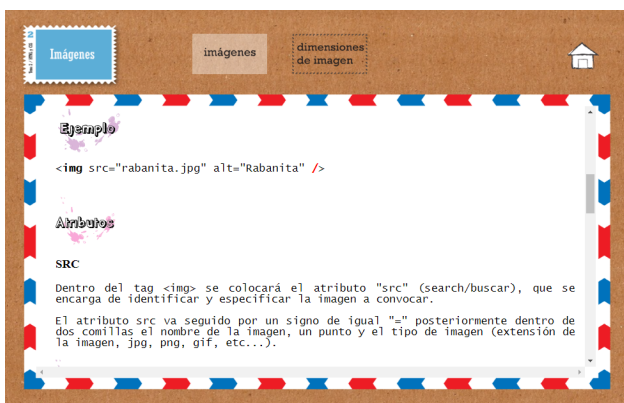 2
Imágenes
imágenes
dimensiones
de imagen
Ejemplo
<img src="rabanita.jpg" alt="Rabanita" />
Atributos
SRC
Dentro del tag <img> se colocará el atributo "src" (search/buscar), que se
encarga de identificar y especificar la imagen a convocar.
El atributo src va seguido por un signo de igual "=" posteriormente dentro de
dos comillas el nombre de la imagen, un punto y el tipo de imagen (extensión de
la imagen, jpg, png, gif, etc...).